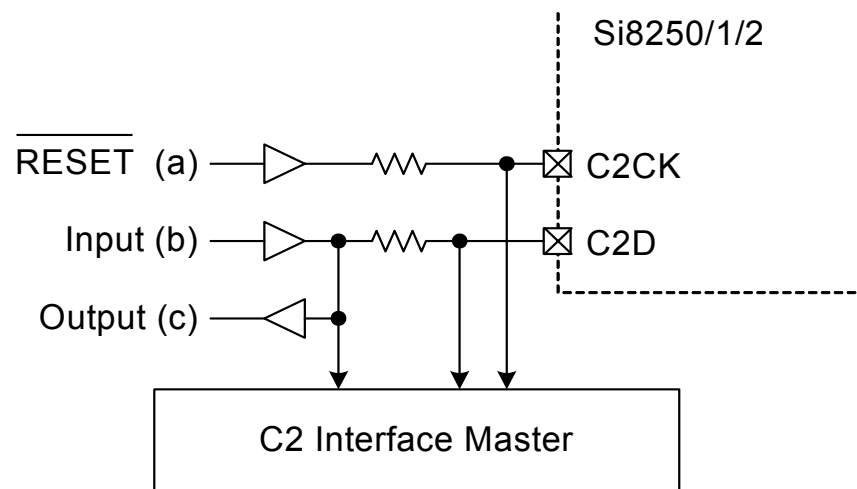 Si8250/1/2
RESET (a)
C2CK
Input (b)
C2D
Output (c)
C2 Interface Master